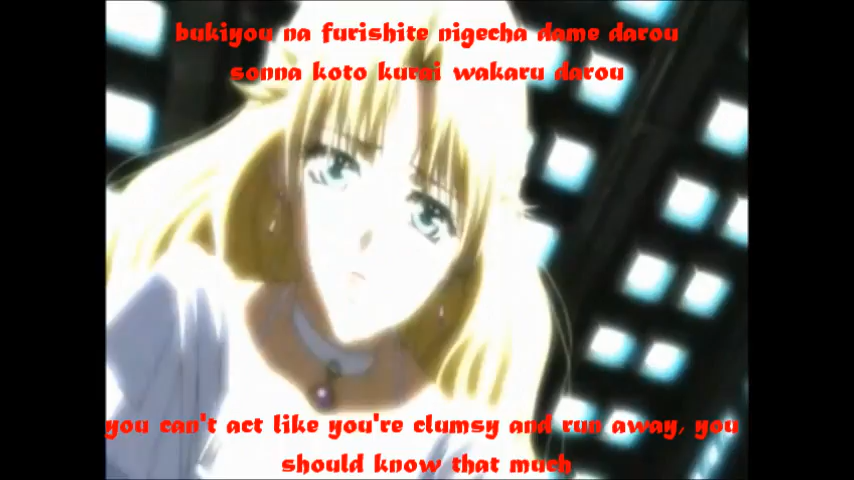 bukiyou na furishite nigecha dame darou
sonna koto kurai wakaru darou
you can't act like you're clumsy and run away, you
should know that much